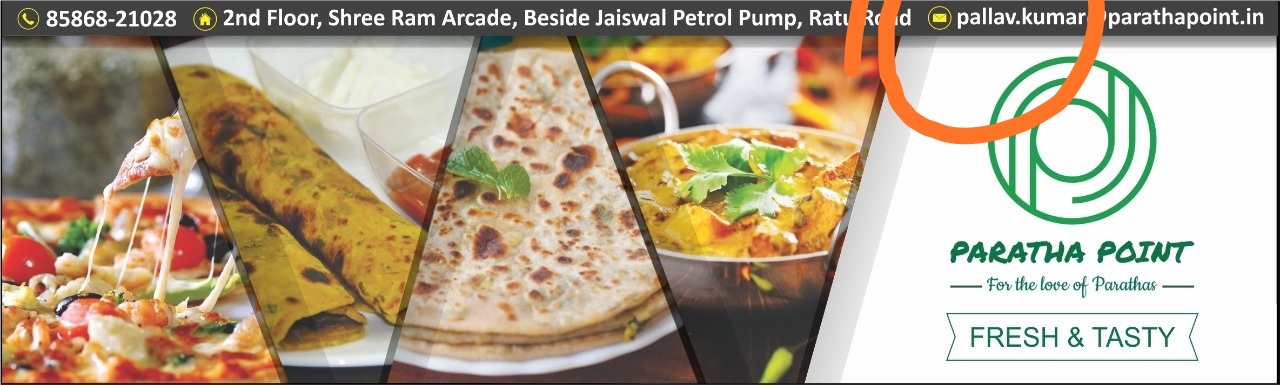 85868-21028 2nd Floor, Shree Ram Arcade, Beside Jaiswal Petrol Pump, Ratu Road pallav.kumar@parathapoint.in
PARATHA POINT
For the love of Parathas
FRESH & TASTY